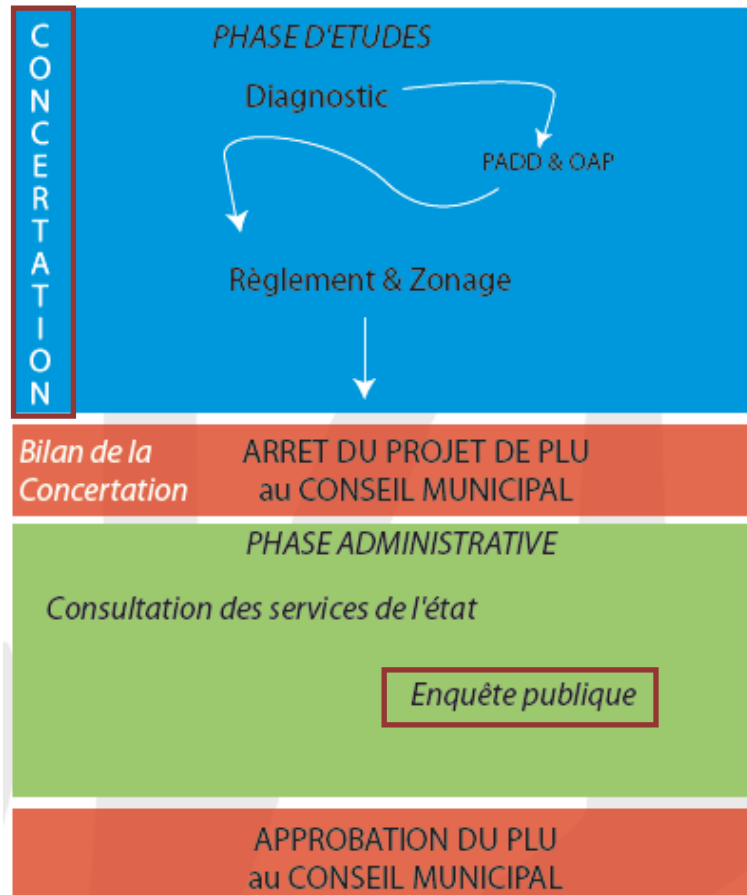 CONCERTATION
PHASE D'ETUDES
Diagnostic
PADD & OAP
Règlement & Zonage
Bilan de la
Concertation
ARRET DU PROJET DE PLU
au CONSEIL MUNICIPAL
PHASE ADMINISTRATIVE
Consultation des services de l'état
Enquête publique
APPROBATION DU PLU
au CONSEIL MUNICIPAL